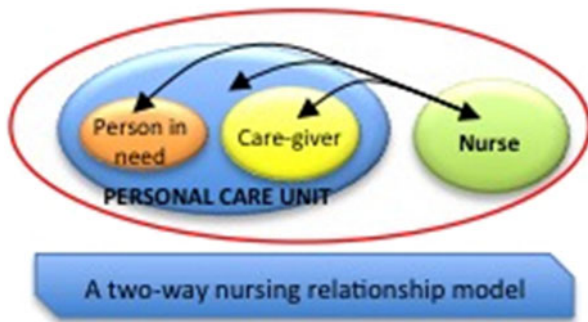 Person in
need
Care-giver
Nurse
PERSONAL CARE UNIT
A two-way nursing relationship model